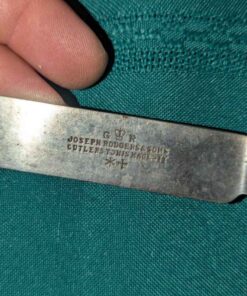 G R
JOSEPH RODGERS & SONS
CUTLERS TO HIS MAJESTY